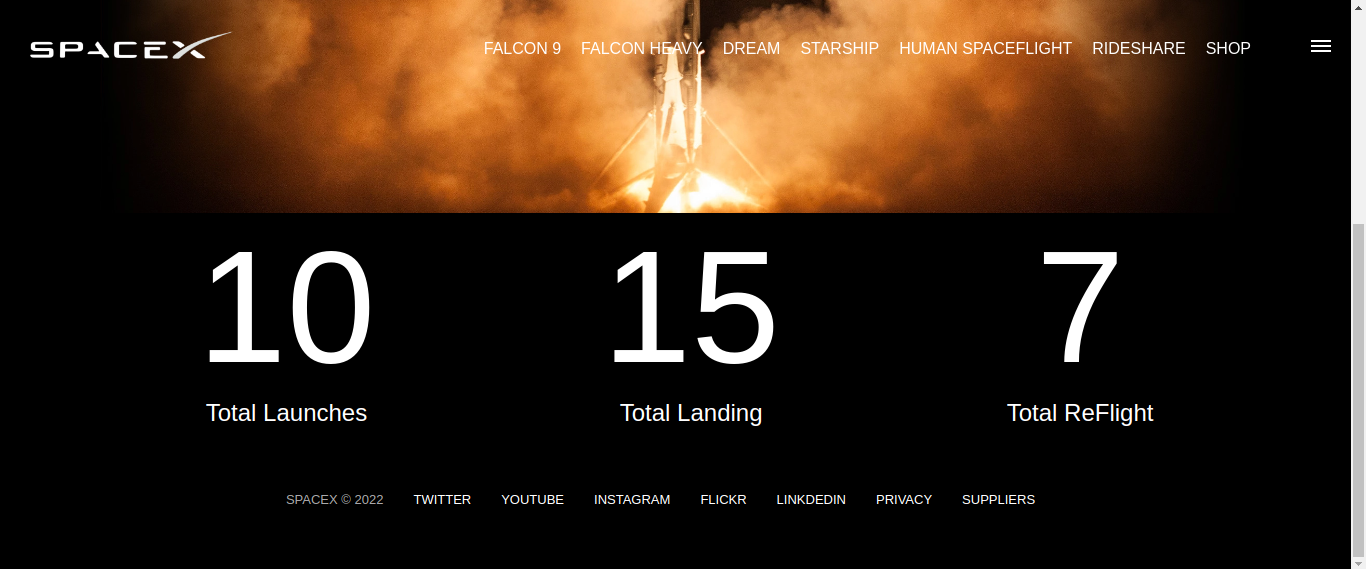 SPACEX FALCON 9 FALCON HEAVY DREAM STARSHIP HUMAN SPACEFLIGHT RIDESHARE SHOP
10 15 7
Total Launches Total Landing Total ReFlight
SPACEX © 2022 TWITTER YOUTUBE INSTAGRAM FLICKR LINKDEDIN PRIVACY SUPPLIERS